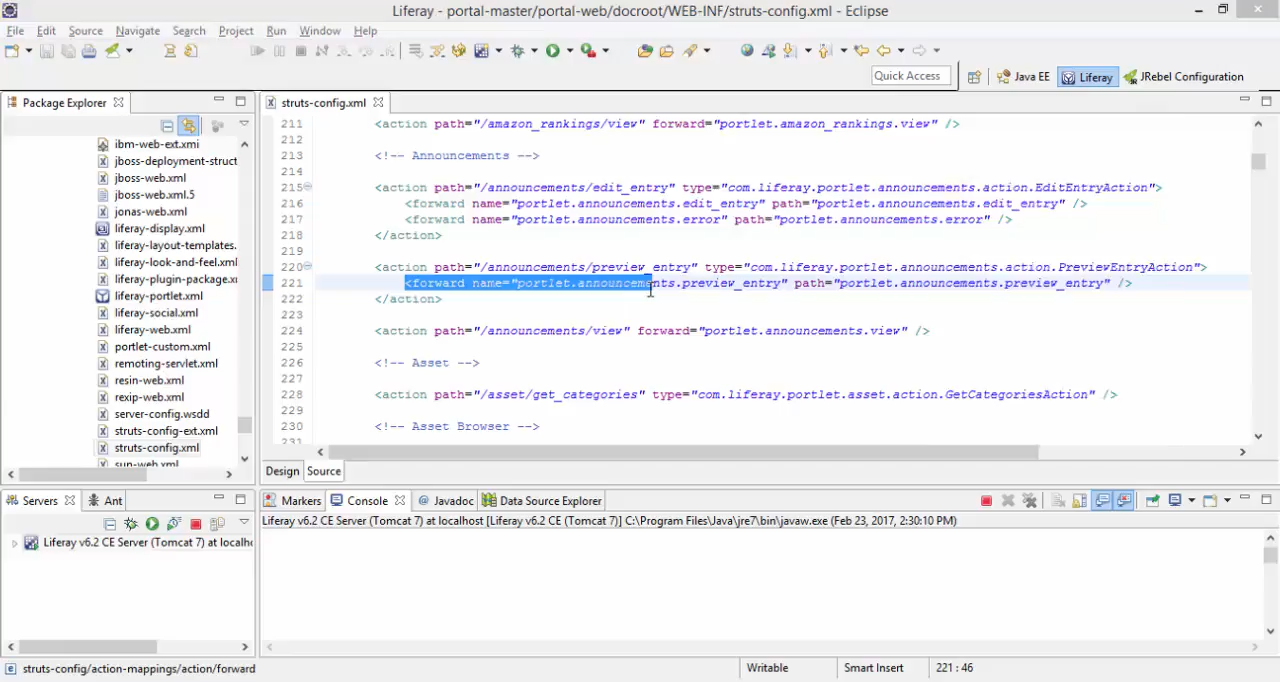 Liferay - portal-master/portal-web/docroot/WEB-INF/struts-config.xml - Eclipse
File Edit Source Navigate Search Project Run Window Help
Quick Access Java EE Liferay JRebel Configuration
Package Explorer
ibm-web-ext.xmi
jboss-deployment-struct
jboss-web.xml
jboss-web.xml.5
jonas-web.xml
liferay-display.xml
liferay-layout-templates.
liferay-look-and-feel.xml
liferay-plugin-package.x
liferay-portlet.xml
liferay-social.xml
liferay-web.xml
portlet-custom.xml
remoting-servlet.xml
resin-web.xml
rexip-web.xml
server-config.wsdd
struts-config-ext.xml
struts-config.xml
sun-web.xml
struts-config.xml
211 <action path="/amazon_rankings/view" forward="portlet.amazon_rankings.view" />
212
213 <!-- Announcements -->
214
215 <action path="/announcements/edit_entry" type="com.liferay.portlet.announcements.action.EditEntryAction">
216 <forward name="portlet.announcements.edit_entry" path="portlet.announcements.edit_entry" />
217 <forward name="portlet.announcements.error" path="portlet.announcements.error" />
218 </action>
219
220 <action path="/announcements/preview_entry" type="com.liferay.portlet.announcements.action.PreviewEntryAction">
221 <forward name="portlet.announcements.preview_entry" path="portlet.announcements.preview_entry" />
222 </action>
223
224 <action path="/announcements/view" forward="portlet.announcements.view" />
225
226 <!-- Asset -->
227
228 <action path="/asset/get_categories" type="com.liferay.portlet.asset.action.GetCategoriesAction" />
229
230 <!-- Asset Browser -->
231
Design Source
Servers Ant
Liferay v6.2 CE Server (Tomcat 7) at localho
Markers Console Javadoc Data Source Explorer
Liferay v6.2 CE Server (Tomcat 7) at localhost [Liferay v6.2 CE (Tomcat 7)] C:\Program Files\Java\jre7\bin\javaw.exe (Feb 23, 2017, 2:30:10 PM)
struts-config/action-mappings/action/forward Writable Smart Insert 221 : 46